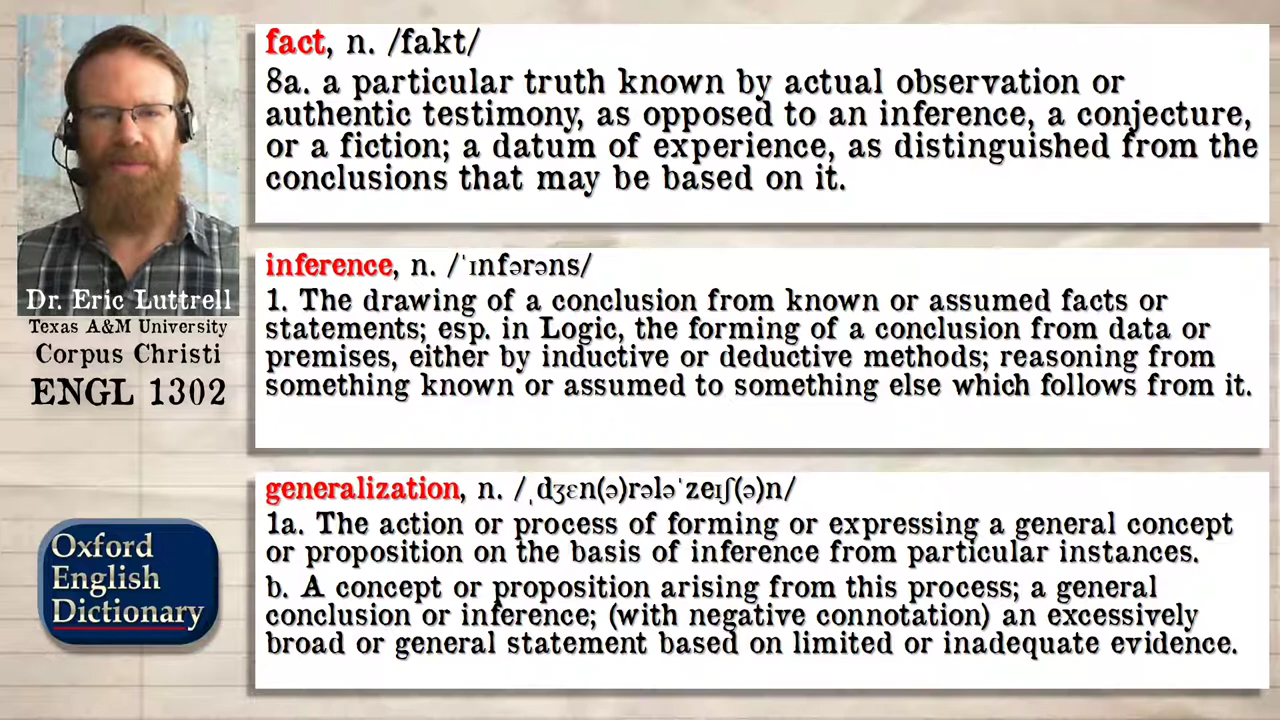 Dr. Eric Luttrell
Texas A&M University
Corpus Christi
ENGL 1302
Oxford
English
Dictionary
fact, n. /fakt/
8a. a particular truth known by actual observation or
authentic testimony, as opposed to an inference, a conjecture,
or a fiction; a datum of experience, as distinguished from the
conclusions that may be based on it.
inference, n. /ˈɪnfərəns/
1. The drawing of a conclusion from known or assumed facts or
statements; esp. in Logic, the forming of a conclusion from data or
premises, either by inductive or deductive methods; reasoning from
something known or assumed to something else which follows from it.
generalization, n. /ˌdʒɛn(ə)rələˈzeɪʃ(ə)n/
1a. The action or process of forming or expressing a general concept
or proposition on the basis of inference from particular instances.
b. A concept or proposition arising from this process; a general
conclusion or inference; (with negative connotation) an excessively
broad or general statement based on limited or inadequate evidence.